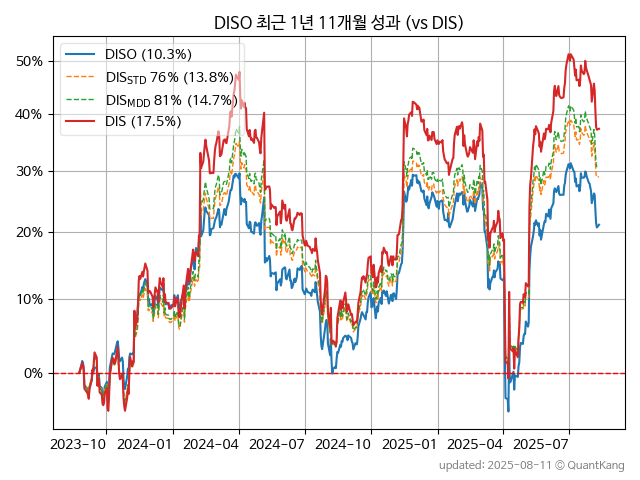 DISO 최근 1년 11개월 성과 (vs DIS)
DISO (10.3%)
DIS_STD 76% (13.8%)
DIS_MDD 81% (14.7%)
DIS (17.5%)
50%
40%
30%
20%
10%
0%
2023-10 2024-01 2024-04 2024-07 2024-10 2025-01 2025-04 2025-07
updated: 2025-08-11 © QuantKang